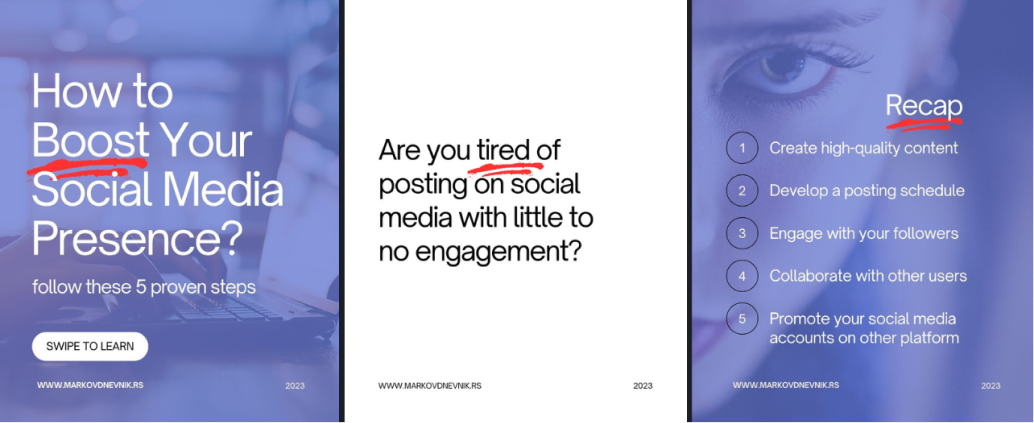 How to
Boost Your
Social Media
Presence?
follow these 5 proven steps
SWIPE TO LEARN
WWW.MARKOVDNEVNIK.RS
2023
Are you tired of
posting on social
media with little to
no engagement?
WWW.MARKOVDNEVNIK.RS
2023
Recap
1 Create high-quality content
2 Develop a posting schedule
3 Engage with your followers
4 Collaborate with other users
5 Promote your social media
accounts on other platform
WWW.MARKOVDNEVNIK.RS
2023